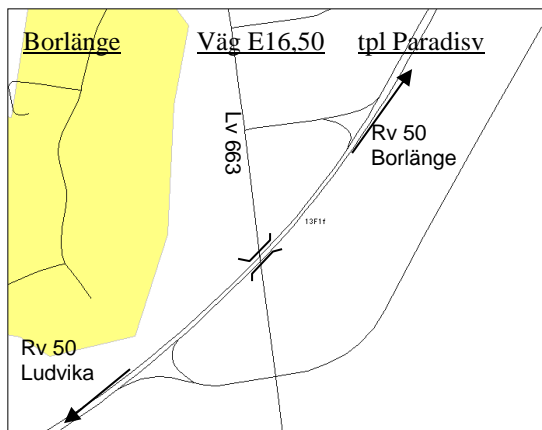 Borlänge Väg E16,50 tpl Paradisv
Lv 663
Rv 50
Borlänge
13F1f
Rv 50
Ludvika